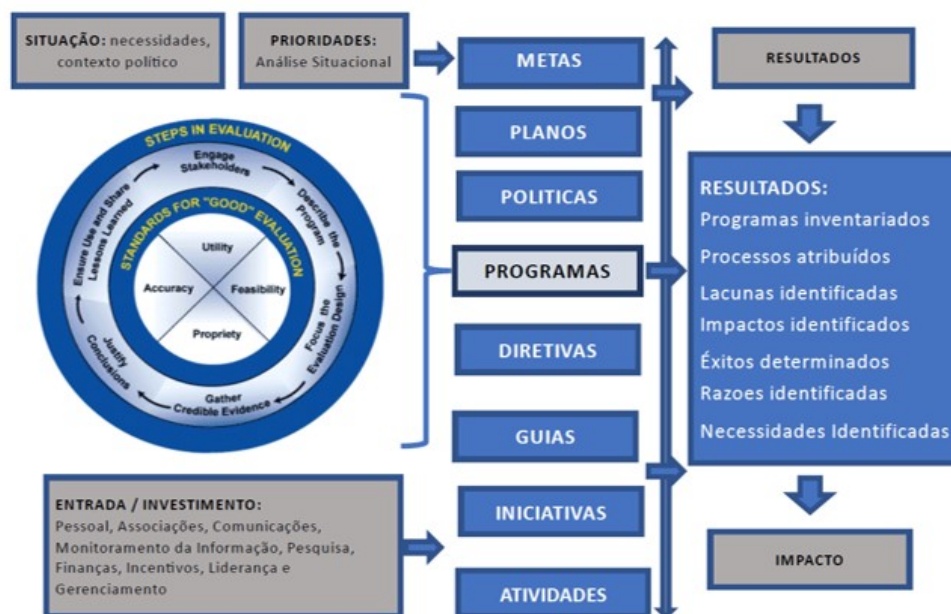 SITUAÇÃO: necessidades,
contexto político
PRIORIDADES:
Análise Situacional
STEPS IN EVALUATION
Engage
Stakeholders
Describe the
Program
Focus the
Evaluation Design
Gather
Credible Evidence
Justify
Conclusions
Ensure Use and Share
Lessons Learned
STANDARDS FOR "GOOD" EVALUATION
Utility
Feasibility
Propriety
Accuracy
ENTRADA / INVESTIMENTO:
Pessoal, Associações, Comunicações,
Monitoramento da Informação, Pesquisa,
Finanças, Incentivos, Liderança e
Gerenciamento
METAS
PLANOS
POLITICAS
PROGRAMAS
DIRETIVAS
GUIAS
INICIATIVAS
ATIVIDADES
RESULTADOS
RESULTADOS:
Programas inventariados
Processos atribuídos
Lacunas identificadas
Impactos identificados
Éxitos determinados
Razoes identificadas
Necessidades Identificadas
IMPACTO